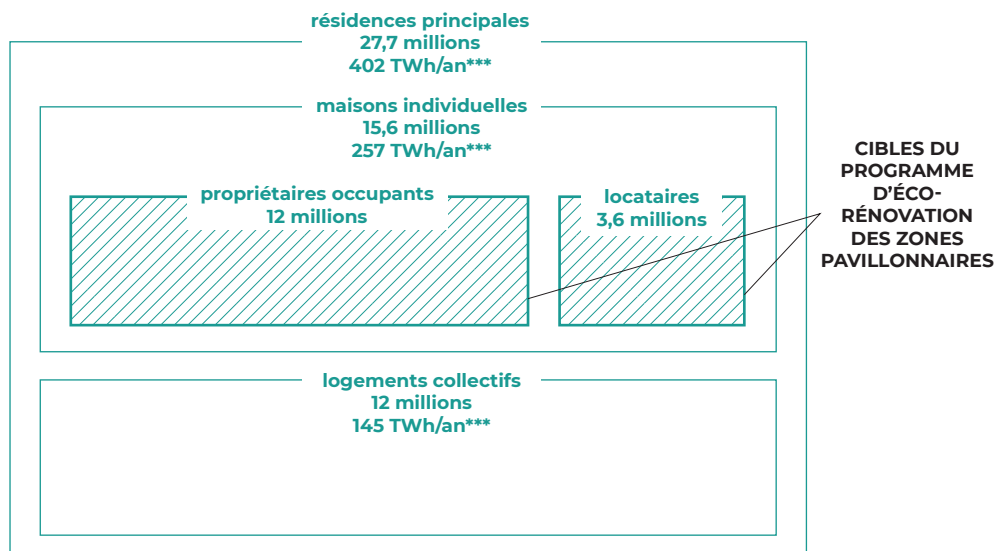 résidences principales
27,7 millions
402 TWh/an***
maisons individuelles
15,6 millions
257 TWh/an***
propriétaires occupants
12 millions
locataires
3,6 millions
CIBLES DU
PROGRAMME
D'ÉCO-
RÉNOVATION
DES ZONES
PAVILLONNAIRES
logements collectifs
12 millions
145 TWh/an***